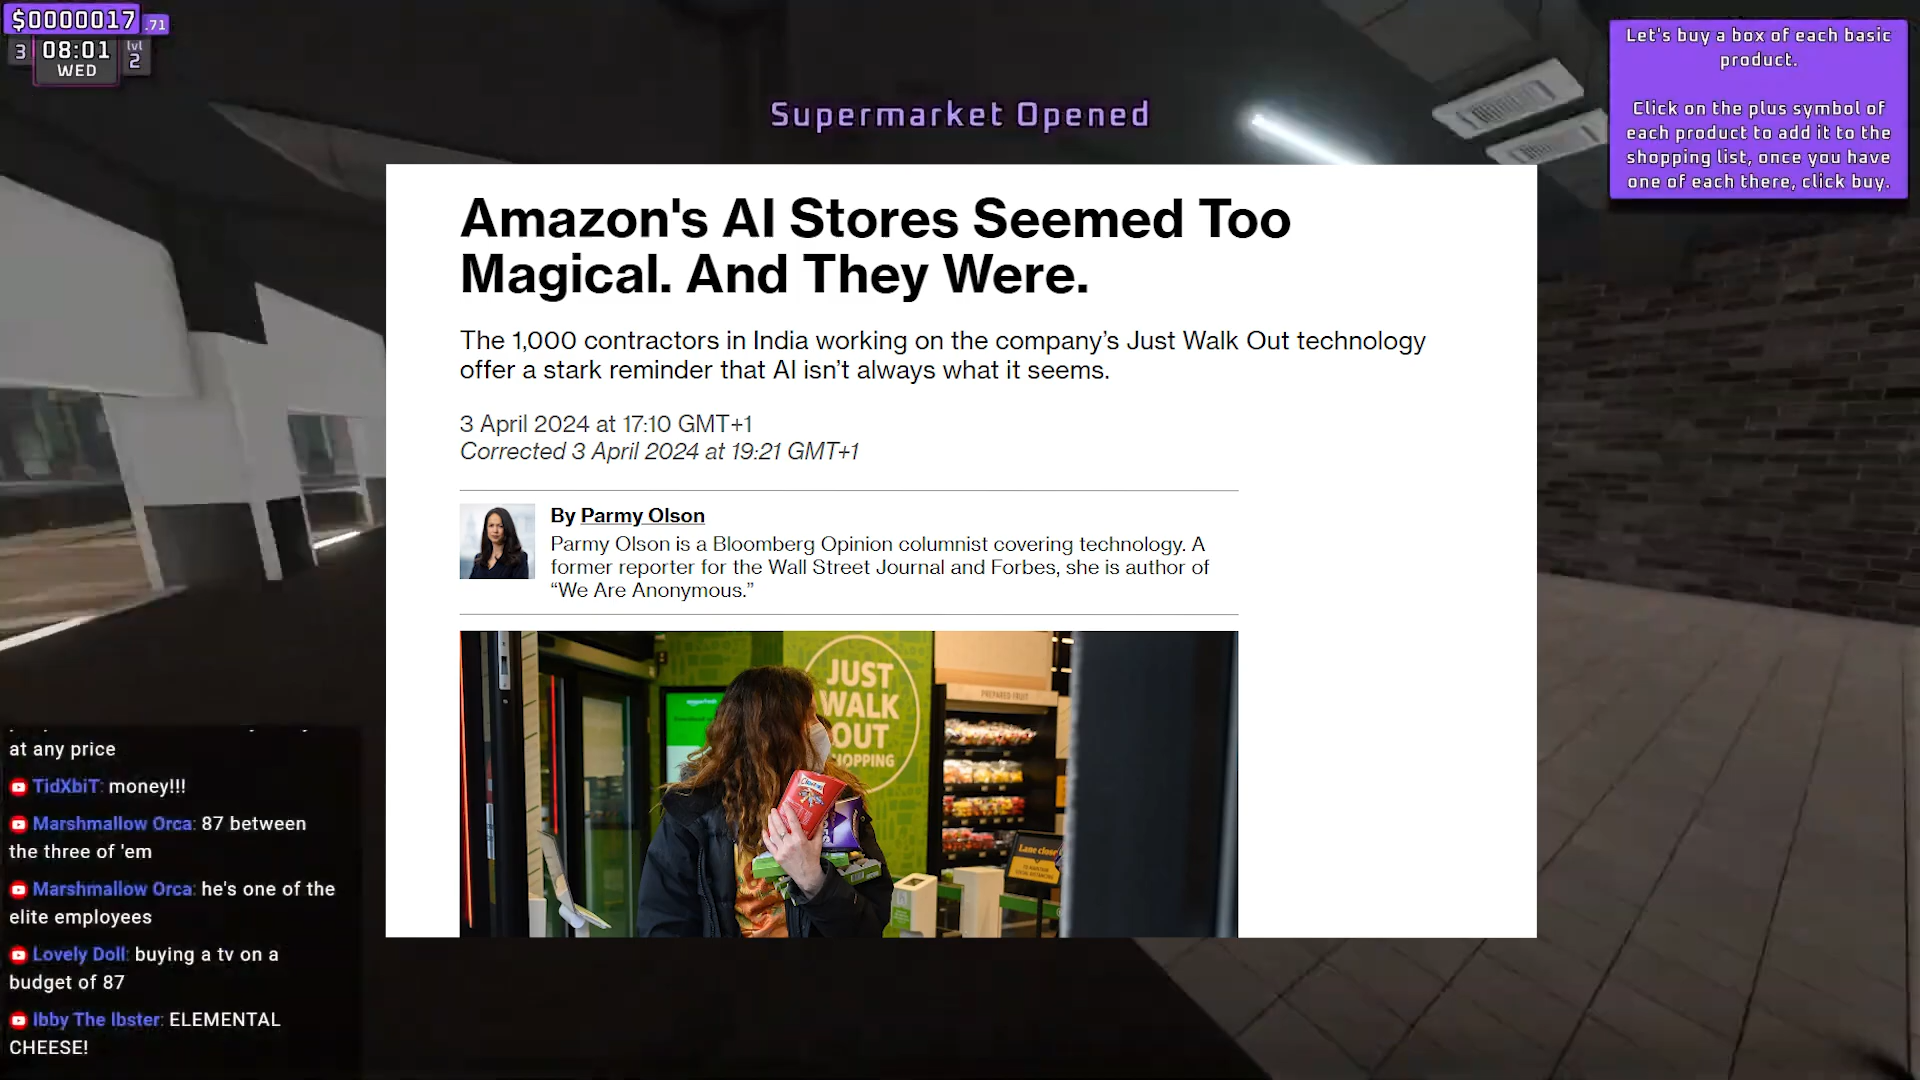 $0000017.71
3 08:01 lvl 2
WED
Supermarket Opened
Let's buy a box of each basic
product.
Click on the plus symbol of
each product to add it to the
shopping list, once you have
one of each there, click buy.
Amazon's AI Stores Seemed Too
Magical. And They Were.
The 1,000 contractors in India working on the company's Just Walk Out technology
offer a stark reminder that AI isn't always what it seems.
3 April 2024 at 17:10 GMT+1
Corrected 3 April 2024 at 19:21 GMT+1
By Parmy Olson
Parmy Olson is a Bloomberg Opinion columnist covering technology. A
former reporter for the Wall Street Journal and Forbes, she is author of
“We Are Anonymous.”
JUST
WALK
OUT
SHOPPING
PREPARED FRUIT
Lane close
at any price
TidXbiT: money!!!
Marshmallow Orca: 87 between
the three of 'em
Marshmallow Orca: he's one of the
elite employees
Lovely Doll: buying a tv on a
budget of 87
Ibby The Ibster: ELEMENTAL
CHEESE!